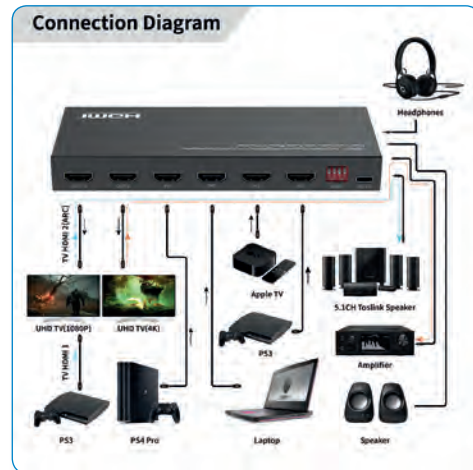 Connection Diagram
Headphones
HDMI
TV HDMI 2(ARC)
Apple TV
5.1CH Toslink Speaker
UHD TV(1080P)
UHD TV(4K)
TV HDMI 1
PS3
Amplifier
PS3
PS4 Pro
Laptop
Speaker